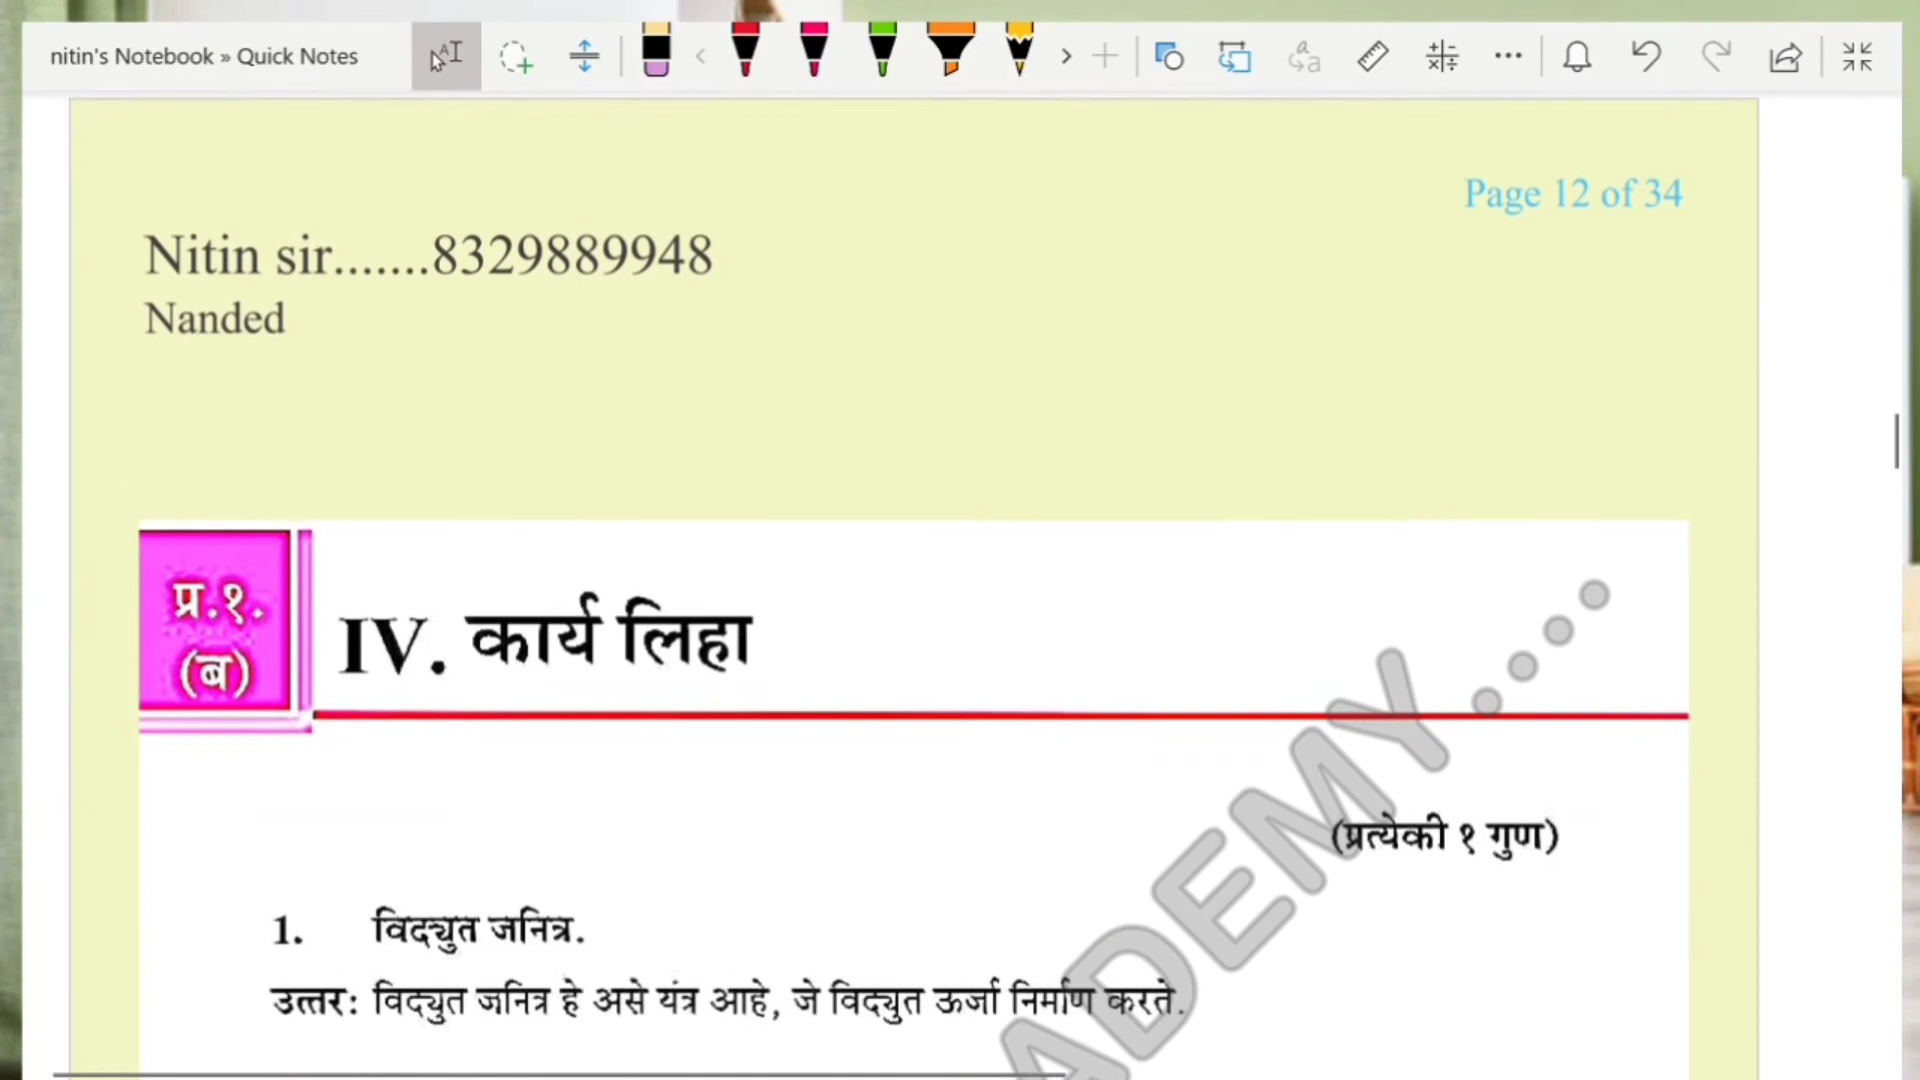 nitin's Notebook » Quick Notes
Page 12 of 34
Nitin sir.......8329889948
Nanded
प्र.१.
(ब)
IV. कार्य लिहा
(प्रत्येकी १ गुण)
1. विद्युत जनित्र.
उत्तर: विद्युत जनित्र हे असे यंत्र आहे, जे विद्युत ऊर्जा निर्माण करते.
ADEMY....